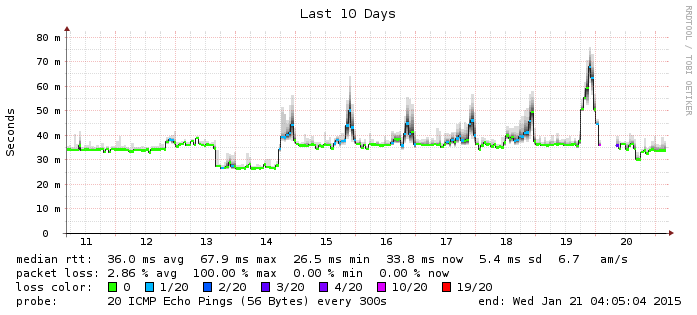 Last 10 Days
RRDTOOL / TOBI OETIKER
Seconds
80 m
70 m
60 m
50 m
40 m
30 m
20 m
10 m
0
11 12 13 14 15 16 17 18 19 20
median rtt: 36.0 ms avg 67.9 ms max 26.5 ms min 33.8 ms now 5.4 ms sd 6.7 am/s
packet loss: 2.86 % avg 100.00 % max 0.00 % min 0.00 % now
loss color: 0 1/20 2/20 3/20 4/20 10/20 19/20
probe: 20 ICMP Echo Pings (56 Bytes) every 300s end: Wed Jan 21 04:05:04 2015